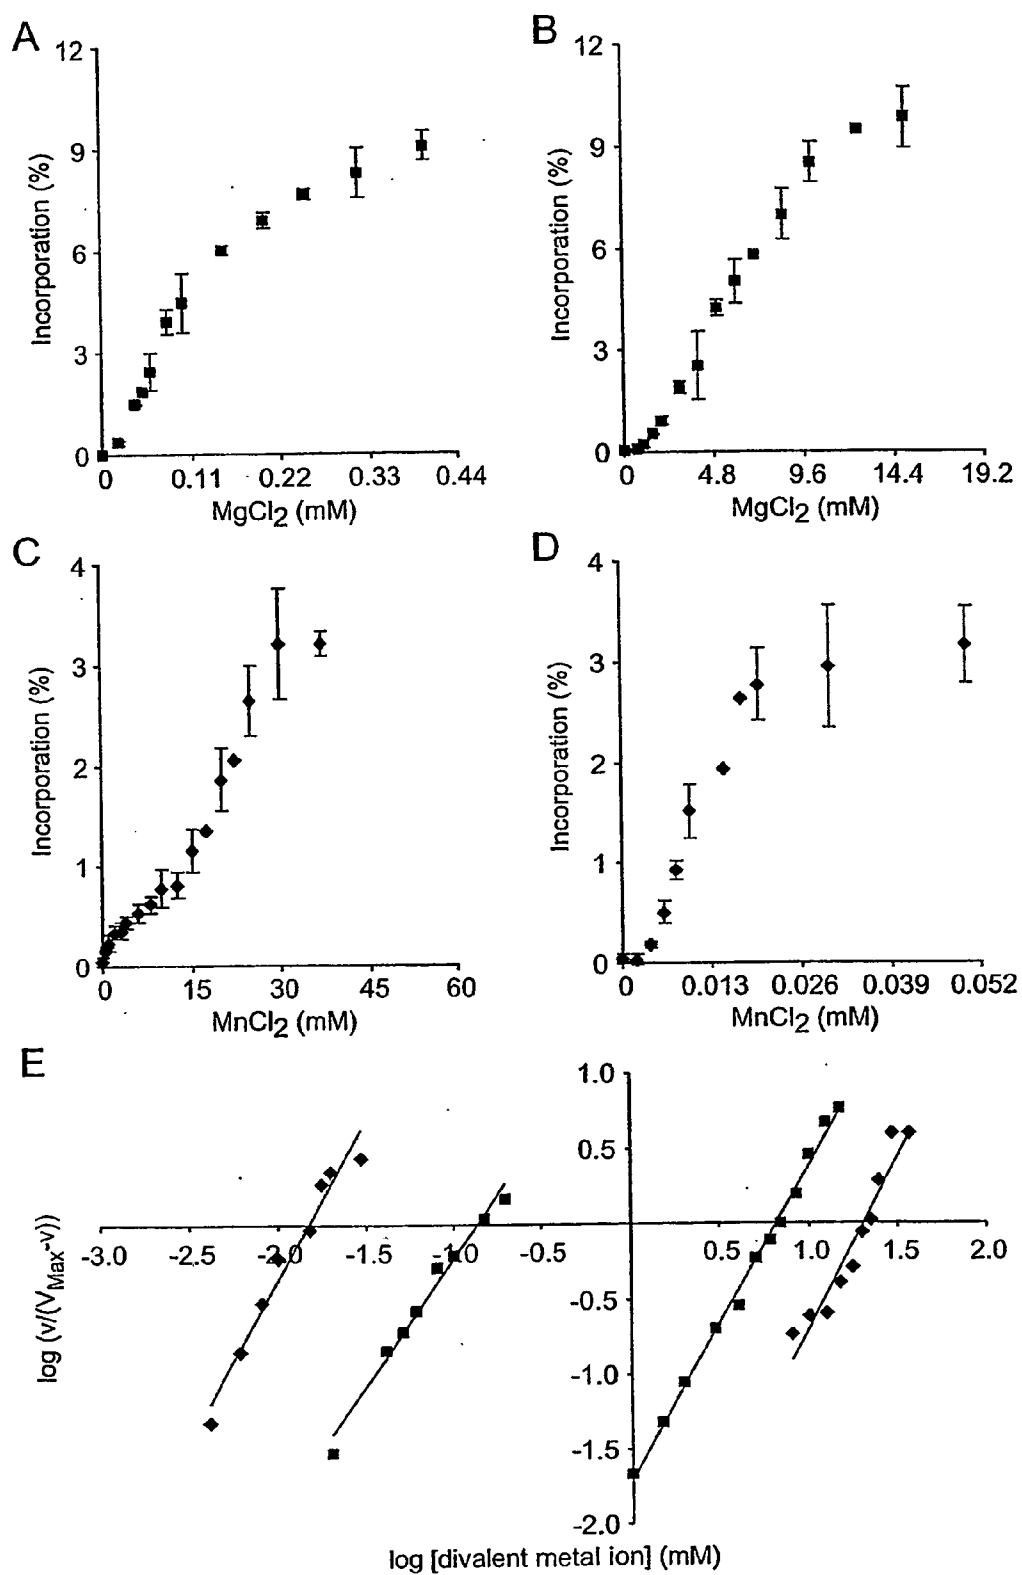 A
12
9
6
3
0
Incorporation (%)
0 0.11 0.22 0.33 0.44
MgCl2 (mM)
B
12
9
6
3
0
Incorporation (%)
0 4.8 9.6 14.4 19.2
MgCl2 (mM)
C
4
3
2
1
0
Incorporation (%)
0 15 30 45 60
MnCl2 (mM)
D
4
3
2
1
0
Incorporation (%)
0 0.013 0.026 0.039 0.052
MnCl2 (mM)
E
1.0
0.5
-3.0 -2.5 -2.0 -1.5 -1.0 -0.5 0.5 1.0 1.5 2.0
-0.5
-1.0
-1.5
-2.0
log (v/(VMax-v))
log [divalent metal ion] (mM)